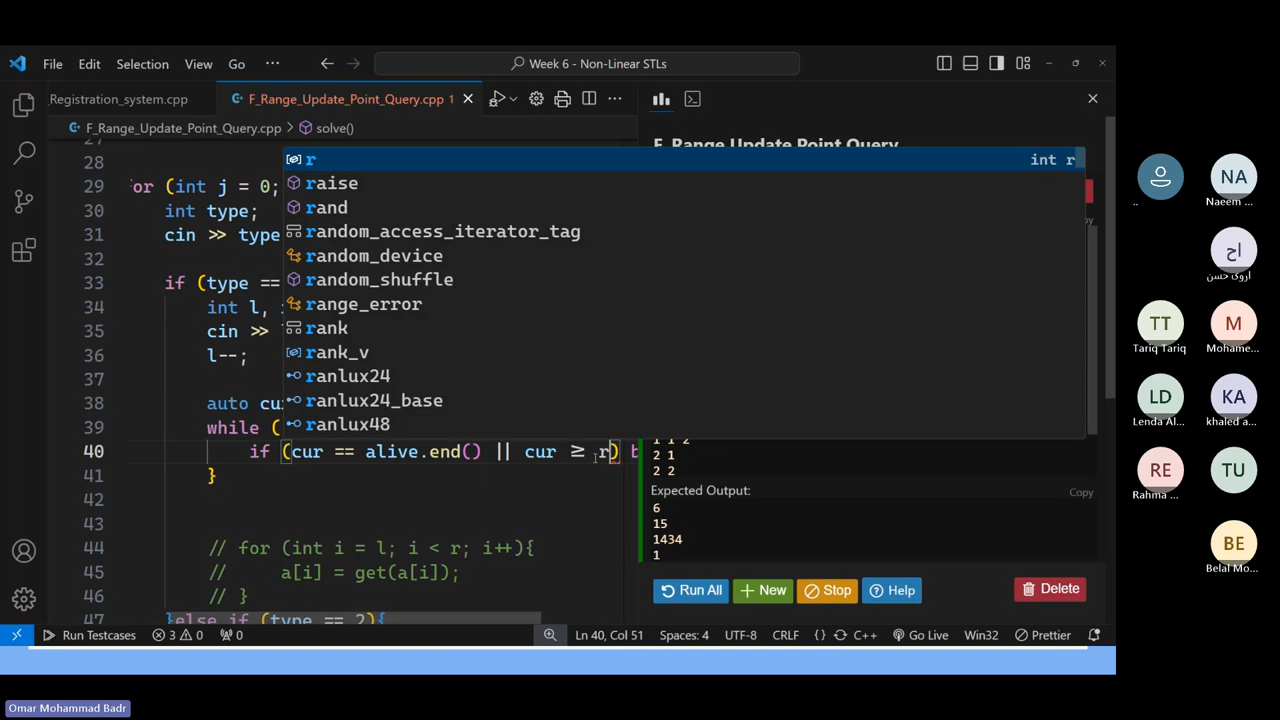 File Edit Selection View Go ··· Week 6 - Non-Linear STLs
Registration_system.cpp F_Range_Update_Point_Query.cpp 1
F_Range_Update_Point_Query.cpp > solve()
F. Range Update Point Query
28
29 or (int j = 0;
30 int type;
31 cin >> type
32
33 if (type ==
34 int l,
35 cin >>
36 l--;
37
38 auto cu
39 while (
40 if (cur == alive.end() || cur ≥ r) b
41 }
42
43
44 // for (int i = l; i < r; i++){
45 // a[i] = get(a[i]);
46 // }
47 }else if (type == 2){
r int r
raise
rand
random_access_iterator_tag
random_device
random_shuffle
range_error
rank
rank_v
ranlux24
ranlux24_base
ranlux48
1 1 2
2 1
2 2
Expected Output: Copy
6
15
1434
1
Run All New Stop Help Delete
Run Testcases 3 0 0 Ln 40, Col 51 Spaces: 4 UTF-8 CRLF {} C++ Go Live Win32 Prettier
..
NA
Naeem ...
اح
اروى حسن
TT
Tariq Tariq
M
Mohame...
LD
Lenda Al...
KA
khaled a...
RE
Rahma ...
TU
BE
Belal Mo...
Omar Mohammad Badr